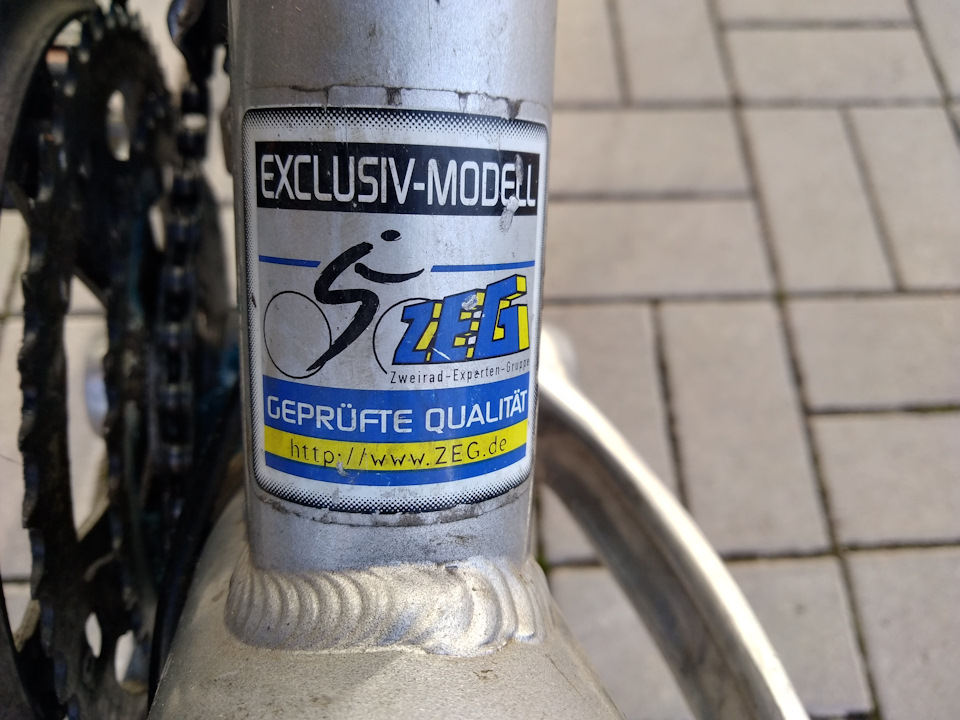 EXCLUSIV-MODELL
ZEG
Zweirad-Experten-Gruppe
GEPRÜFTE QUALITÄT
http://www.ZEG.de